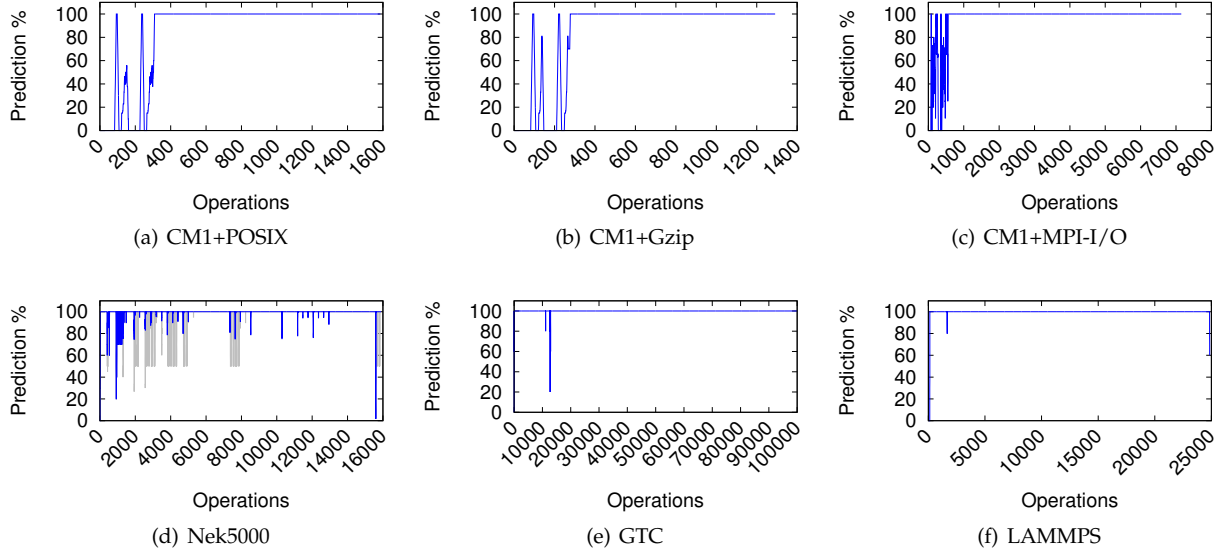 Prediction %
100
80
60
40
20
0
0 200 400 600 800 1000 1200 1400 1600
Operations
(a) CM1+POSIX
Prediction %
100
80
60
40
20
0
0 200 400 600 800 1000 1200 1400
Operations
(b) CM1+Gzip
Prediction %
100
80
60
40
20
0
0 1000 2000 3000 4000 5000 6000 7000 8000
Operations
(c) CM1+MPI-I/O
Prediction %
100
80
60
40
20
0
0 2000 4000 6000 8000 10000 12000 14000 16000
Operations
(d) Nek5000
Prediction %
100
80
60
40
20
0
0 10000 20000 30000 40000 50000 60000 70000 80000 90000 100000
Operations
(e) GTC
Prediction %
100
80
60
40
20
0
0 5000 10000 15000 20000 25000
Operations
(f) LAMMPS